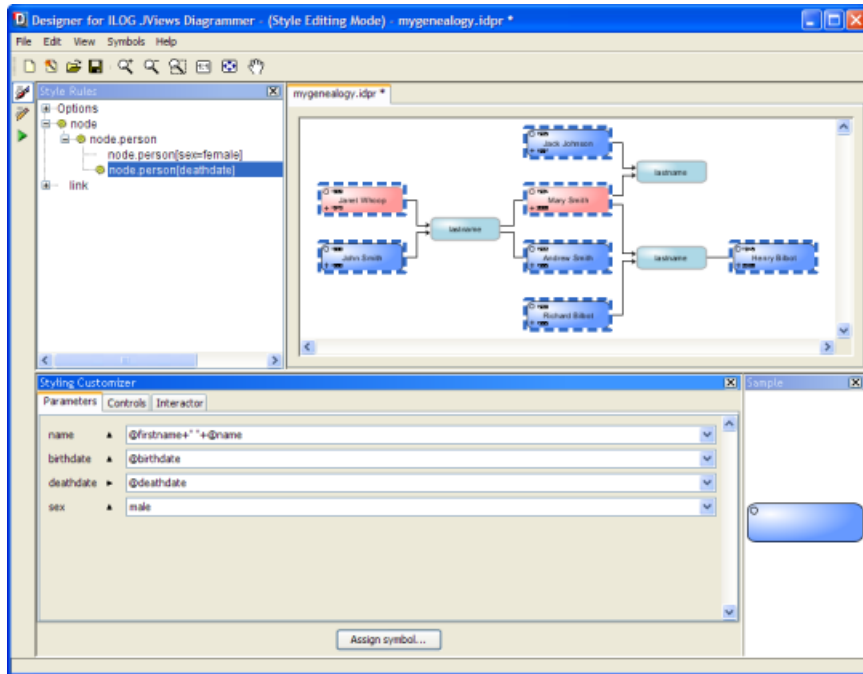 Designer for ILOG JViews Diagrammer - (Style Editing Mode) - mygenealogy.idpr *
File Edit View Symbols Help
Style Rules
Options
node
node.person
node.person[sex=female]
node.person[deathdate]
link
mygenealogy.idpr *
Jack Johnson
lastname
Janet Whoop
Mary Smith
lastname
John Smith
Andrew Smith
lastname
Henry Bibot
Richard Bibot
Styling Customizer
Parameters Controls Interactor
name @firstname+" "+@name
birthdate @birthdate
deathdate @deathdate
sex male
Assign symbol...
Sample